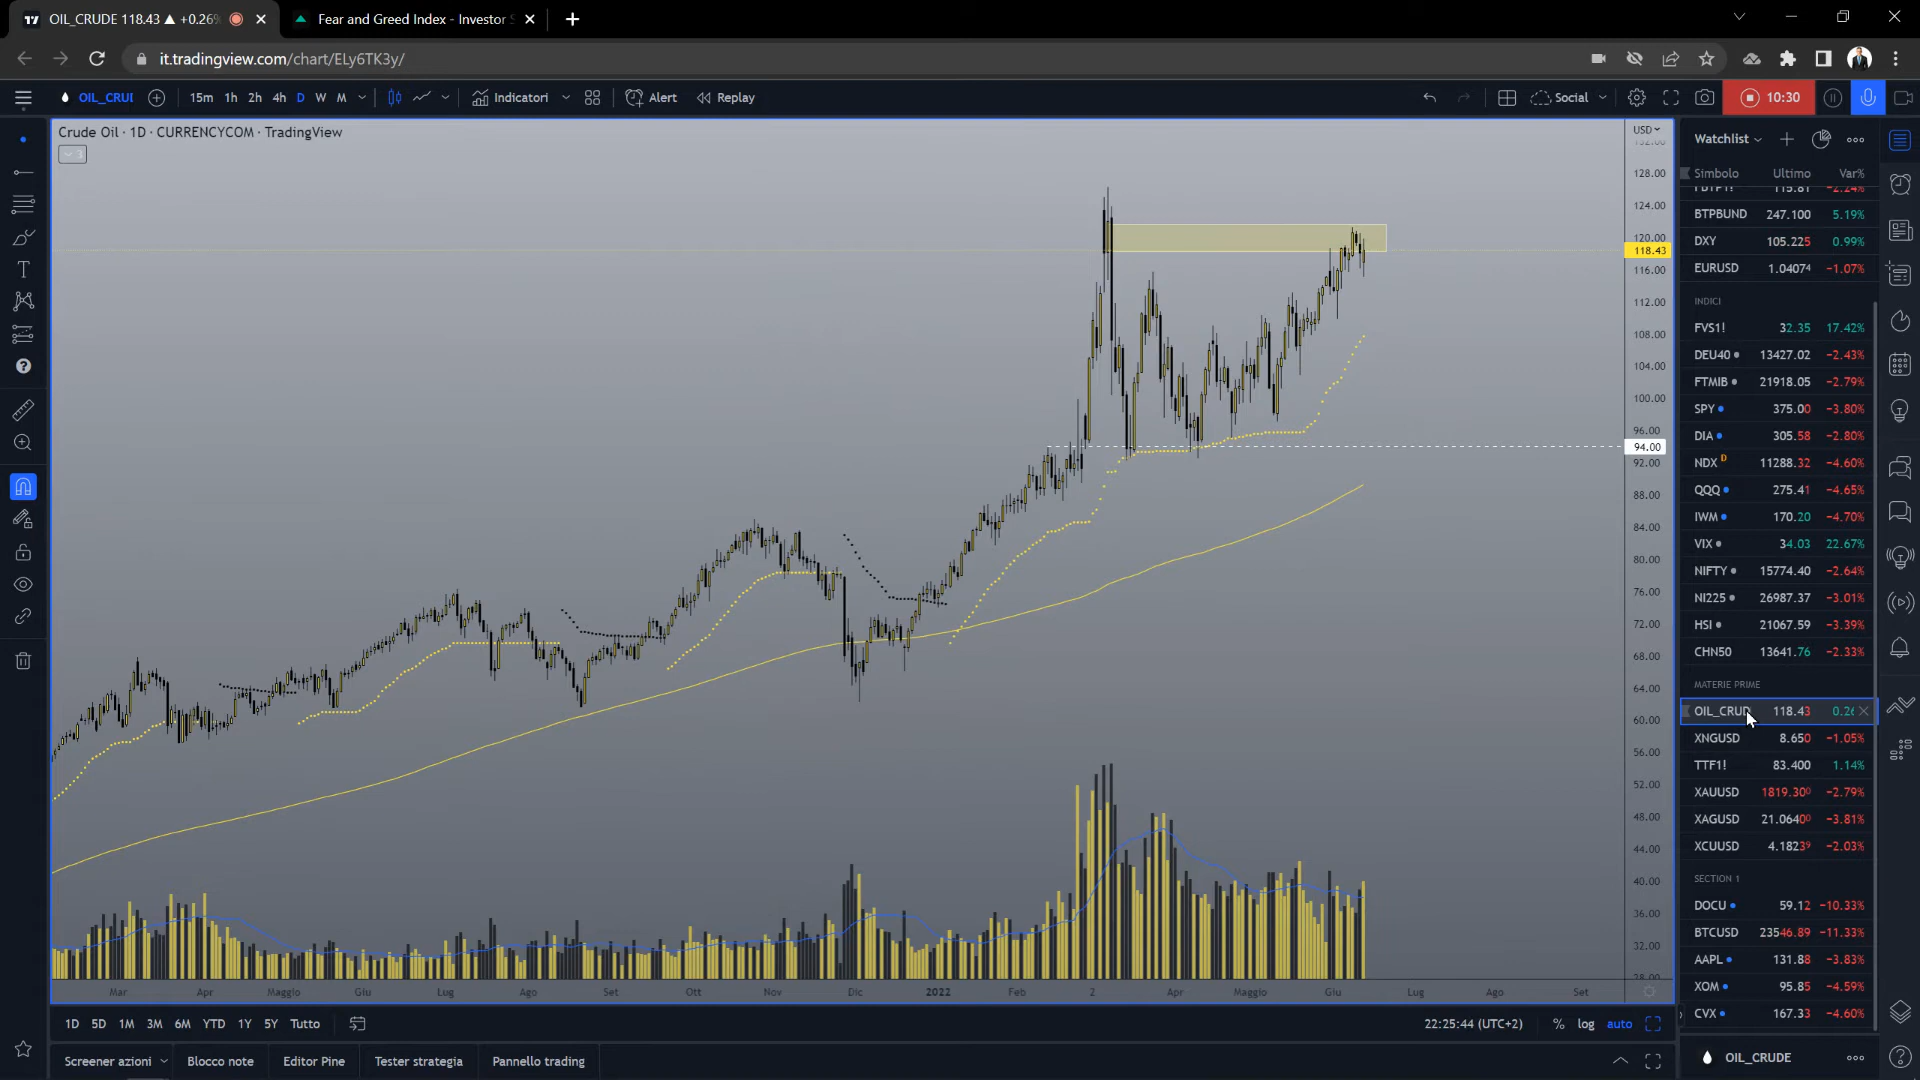 OIL_CRUDE 118.43 ▲ +0.26%
Fear and Greed Index - Investor S
it.tradingview.com/chart/ELy6TK3y/
OIL_CRUI
15m 1h 2h 4h D W M
Indicatori
Alert
Replay
Social
10:30
Crude Oil · 1D · CURRENCYCOM · TradingView
3
USD
132.00
128.00
124.00
120.00
118.43
116.00
112.00
108.00
104.00
100.00
96.00
94.00
92.00
88.00
84.00
80.00
76.00
72.00
68.00
64.00
60.00
56.00
52.00
48.00
44.00
40.00
36.00
32.00
28.00
Mar Apr Maggio Giu Lug Ago Set Ott Nov Dic 2022 Feb 2 Apr Maggio Giu Lug Ago Set
1D 5D 1M 3M 6M YTD 1Y 5Y Tutto
22:25:44 (UTC+2) % log auto
Screener azioni Blocco note Editor Pine Tester strategia Pannello trading
Watchlist
Simbolo Ultimo Var%
FBTP1! 115.81 −2.24%
BTPBUND 247.100 5.19%
DXY 105.225 0.99%
EURUSD 1.04074 −1.07%
INDICI
FVS1! 32.35 17.42%
DEU40 13427.02 −2.43%
FTMIB 21918.05 −2.79%
SPY 375.00 −3.80%
DIA 305.58 −2.80%
NDX D 11288.32 −4.60%
QQQ 275.41 −4.65%
IWM 170.20 −4.70%
VIX 34.03 22.67%
NIFTY 15774.40 −2.64%
NI225 26987.37 −3.01%
HSI 21067.59 −3.39%
CHN50 13641.76 −2.33%
MATERIE PRIME
OIL_CRUD 118.43 0.26
XNGUSD 8.650 −1.05%
TTF1! 83.400 1.14%
XAUUSD 1819.300 −2.79%
XAGUSD 21.06400 −3.81%
XCUUSD 4.18239 −2.03%
SECTION 1
DOCU 59.12 −10.33%
BTCUSD 23546.89 −11.33%
AAPL 131.88 −3.83%
XOM 95.85 −4.59%
CVX 167.33 −4.60%
OIL_CRUDE